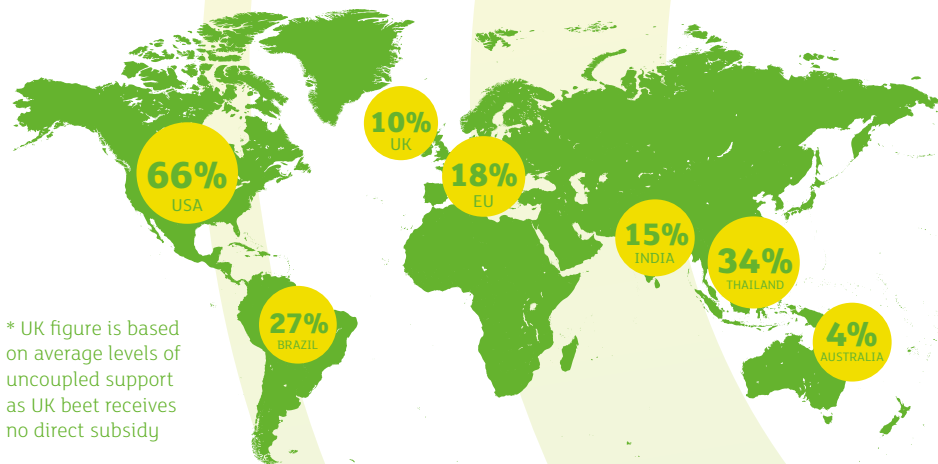 10%
UK
66%
USA
18%
EU
15%
INDIA
34%
THAILAND
27%
BRAZIL
4%
AUSTRALIA
* UK figure is based
on average levels of
uncoupled support
as UK beet receives
no direct subsidy